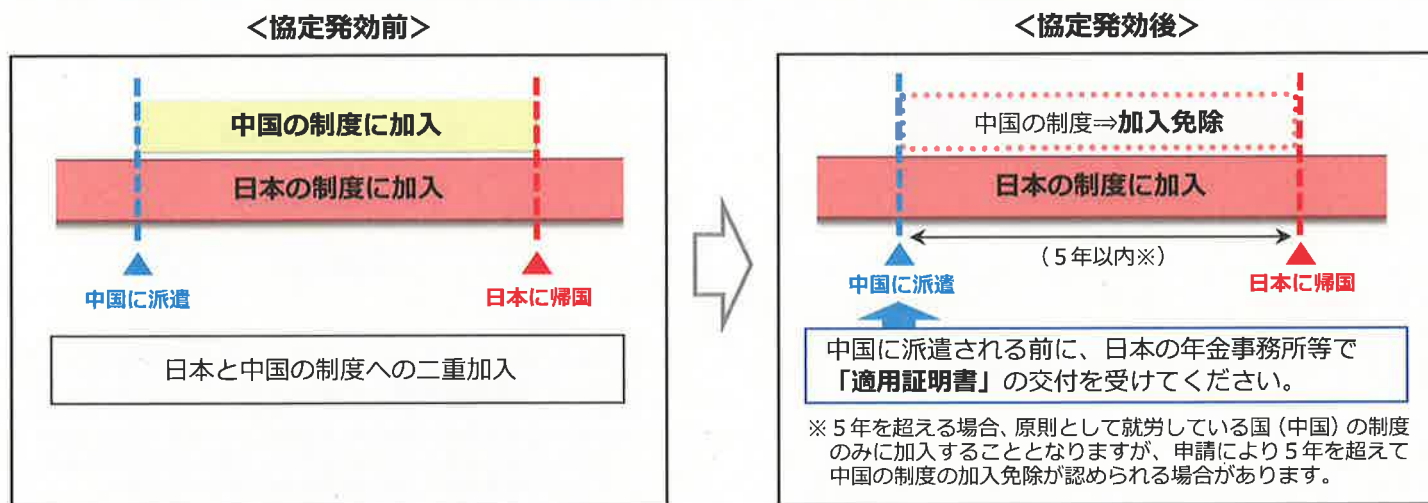 <協定発効前>
中国の制度に加入
日本の制度に加入
中国に派遣
日本に帰国
日本と中国の制度への二重加入
<協定発効後>
中国の制度⇒加入免除
日本の制度に加入
(5年以内※)
中国に派遣
日本に帰国
中国に派遣される前に、日本の年金事務所等で
「適用証明書」の交付を受けてください。
※5年を超える場合、原則として就労している国(中国)の制度
のみに加入することとなりますが、申請により5年を超えて
中国の制度の加入免除が認められる場合があります。